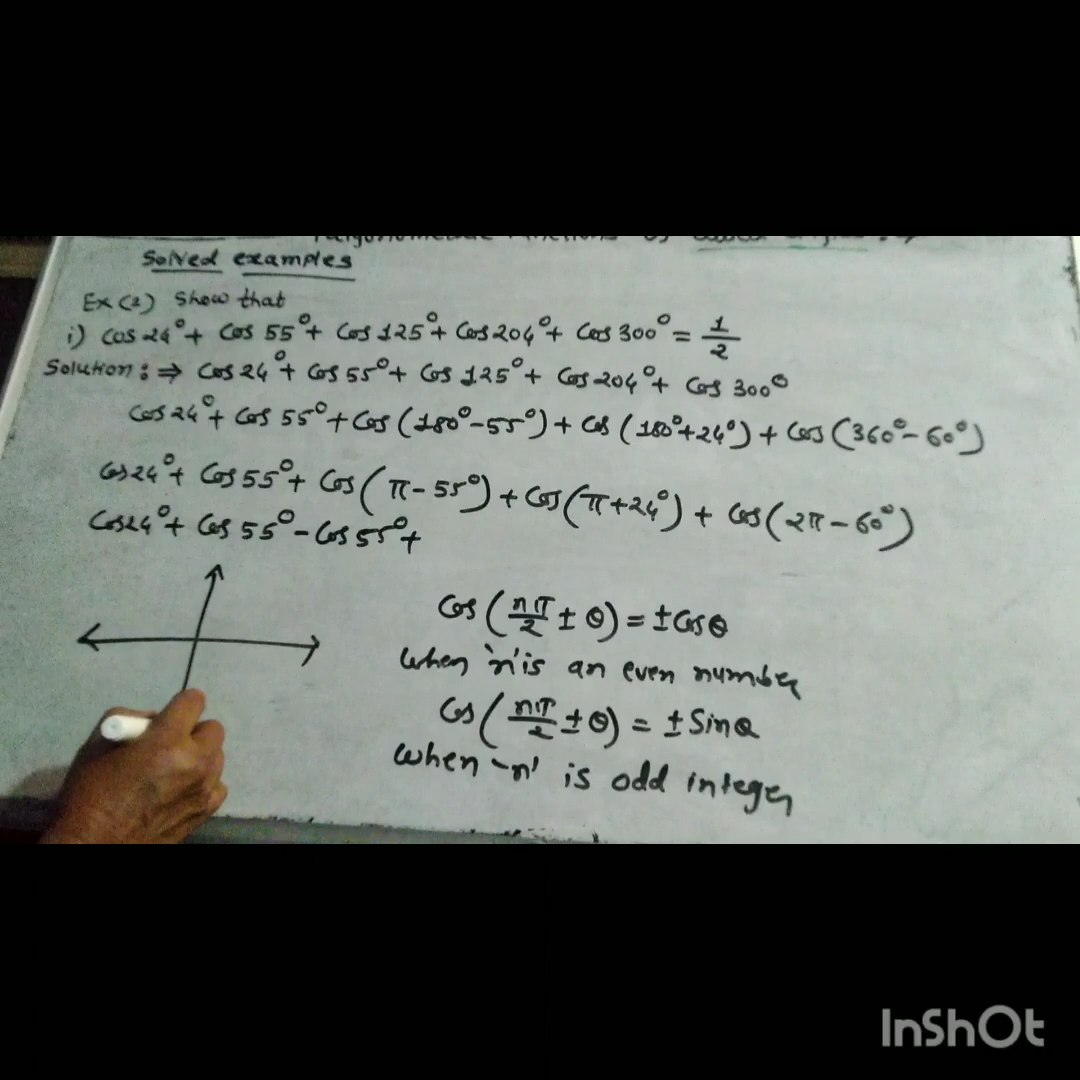 Solved examples
Ex (2) Show that
i) Cos 24° + Cos 55° + Cos 125° + Cos 204° + Cos 300° = 1/2
Solution: ⇒ Cos 24° + Cos 55° + Cos 125° + Cos 204° + Cos 300°
Cos 24° + Cos 55° + Cos (180° - 55°) + Cos (180° + 24°) + Cos (360° - 60°)
Cos 24° + Cos 55° + Cos (π - 55°) + Cos (π + 24°) + Cos (2π - 60°)
Cos 24° + Cos 55° - Cos 55° +
Cos (nπ/2 ± θ) = ± Cos θ
When 'n' is an even number
Cos (nπ/2 ± θ) = ± Sin θ
When 'n' is odd integer
InShOt